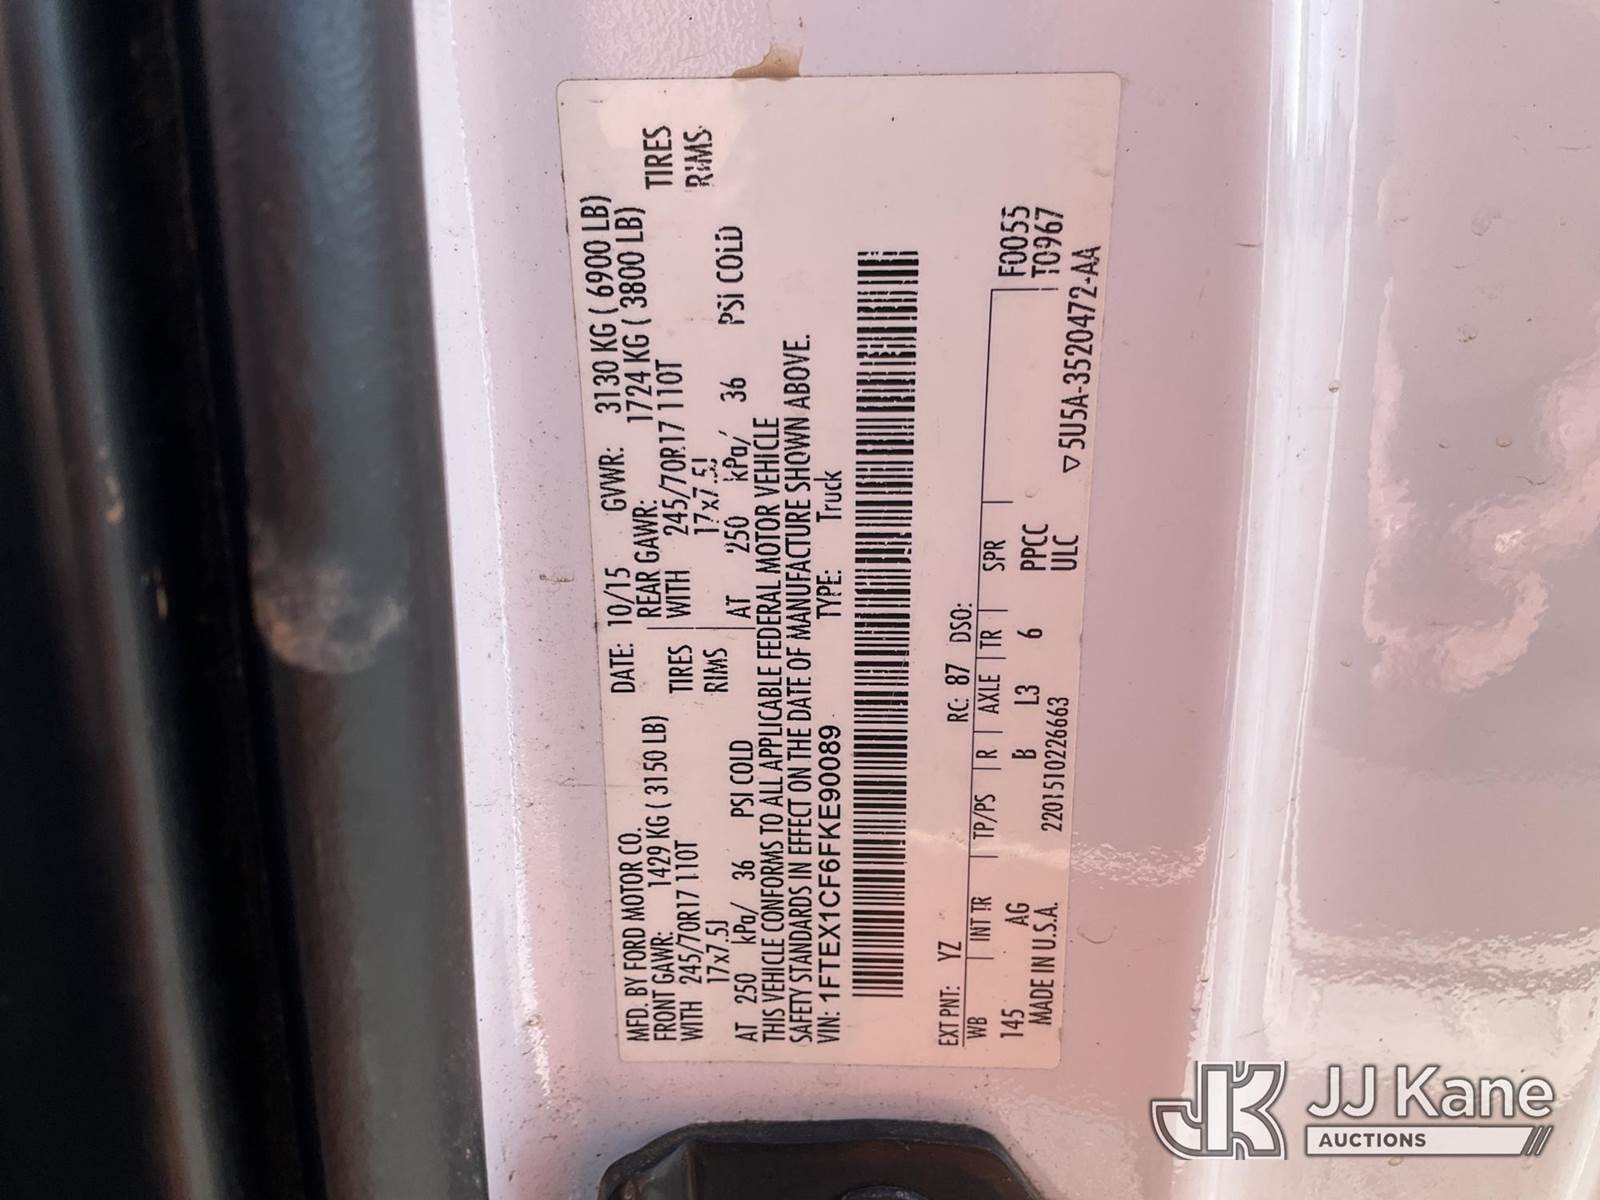 MFD. BY FORD MOTOR CO. DATE: 10/15 GVWR: 3130 KG ( 6900 LB)
FRONT GAWR: 1429 KG ( 3150 LB) REAR GAWR: 1724 KG ( 3800 LB)
WITH 245/70R17 110T TIRES WITH 245/70R17 110T TIRES
17x7.5J RIMS 17x7.5J RIMS
AT 250 kPa/ 36 PSI COLD AT 250 kPa/ 36 PSI COLD
THIS VEHICLE CONFORMS TO ALL APPLICABLE FEDERAL MOTOR VEHICLE
SAFETY STANDARDS IN EFFECT ON THE DATE OF MANUFACTURE SHOWN ABOVE.
VIN: 1FTEX1CF6FKE90089 TYPE: Truck
EXT PNT: YZ RC: 87 DSO:
WB INT TR TP/PS R AXLE TR SPR F0055
145 AG B L3 6 PPCC T0967
MADE IN U.S.A. 2201510226663 ULC ▽5U5A-3520472-AA
JJ Kane
AUCTIONS